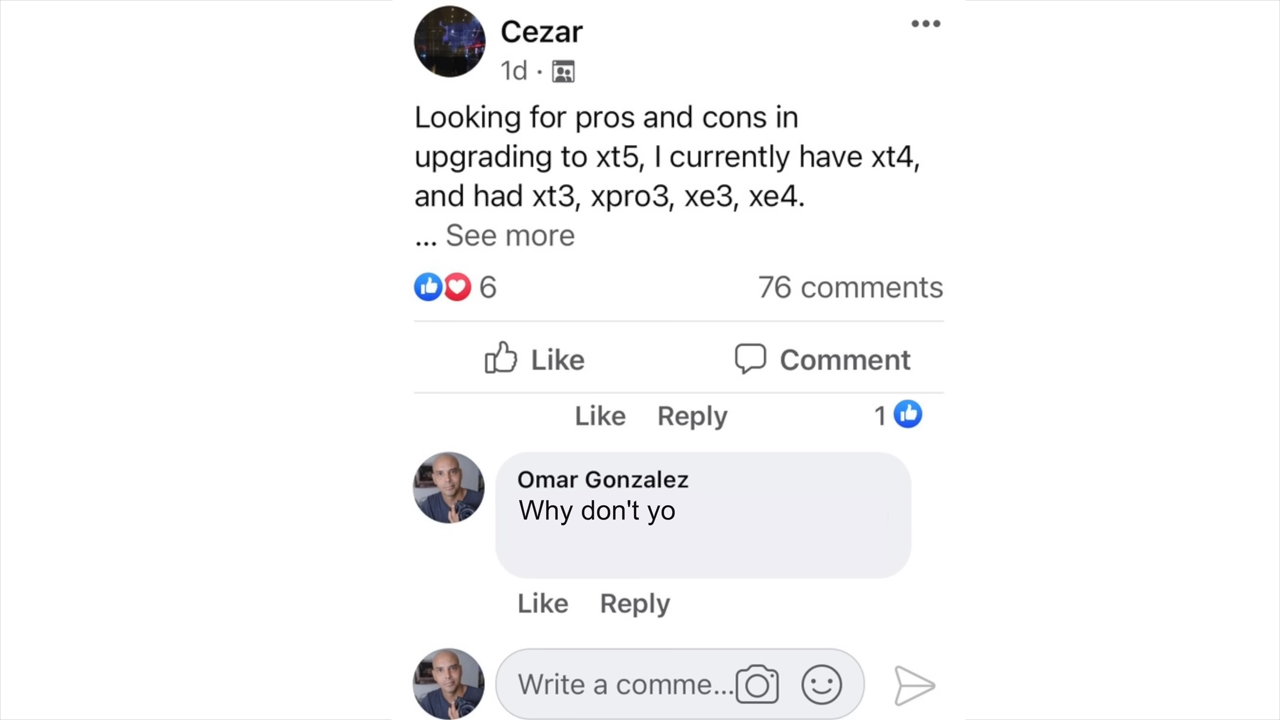 Cezar
1d ·
Looking for pros and cons in
upgrading to xt5, I currently have xt4,
and had xt3, xpro3, xe3, xe4.
... See more
6 76 comments
Like Comment
Like Reply 1
Omar Gonzalez
Why don't yo
Like Reply
Write a comme...